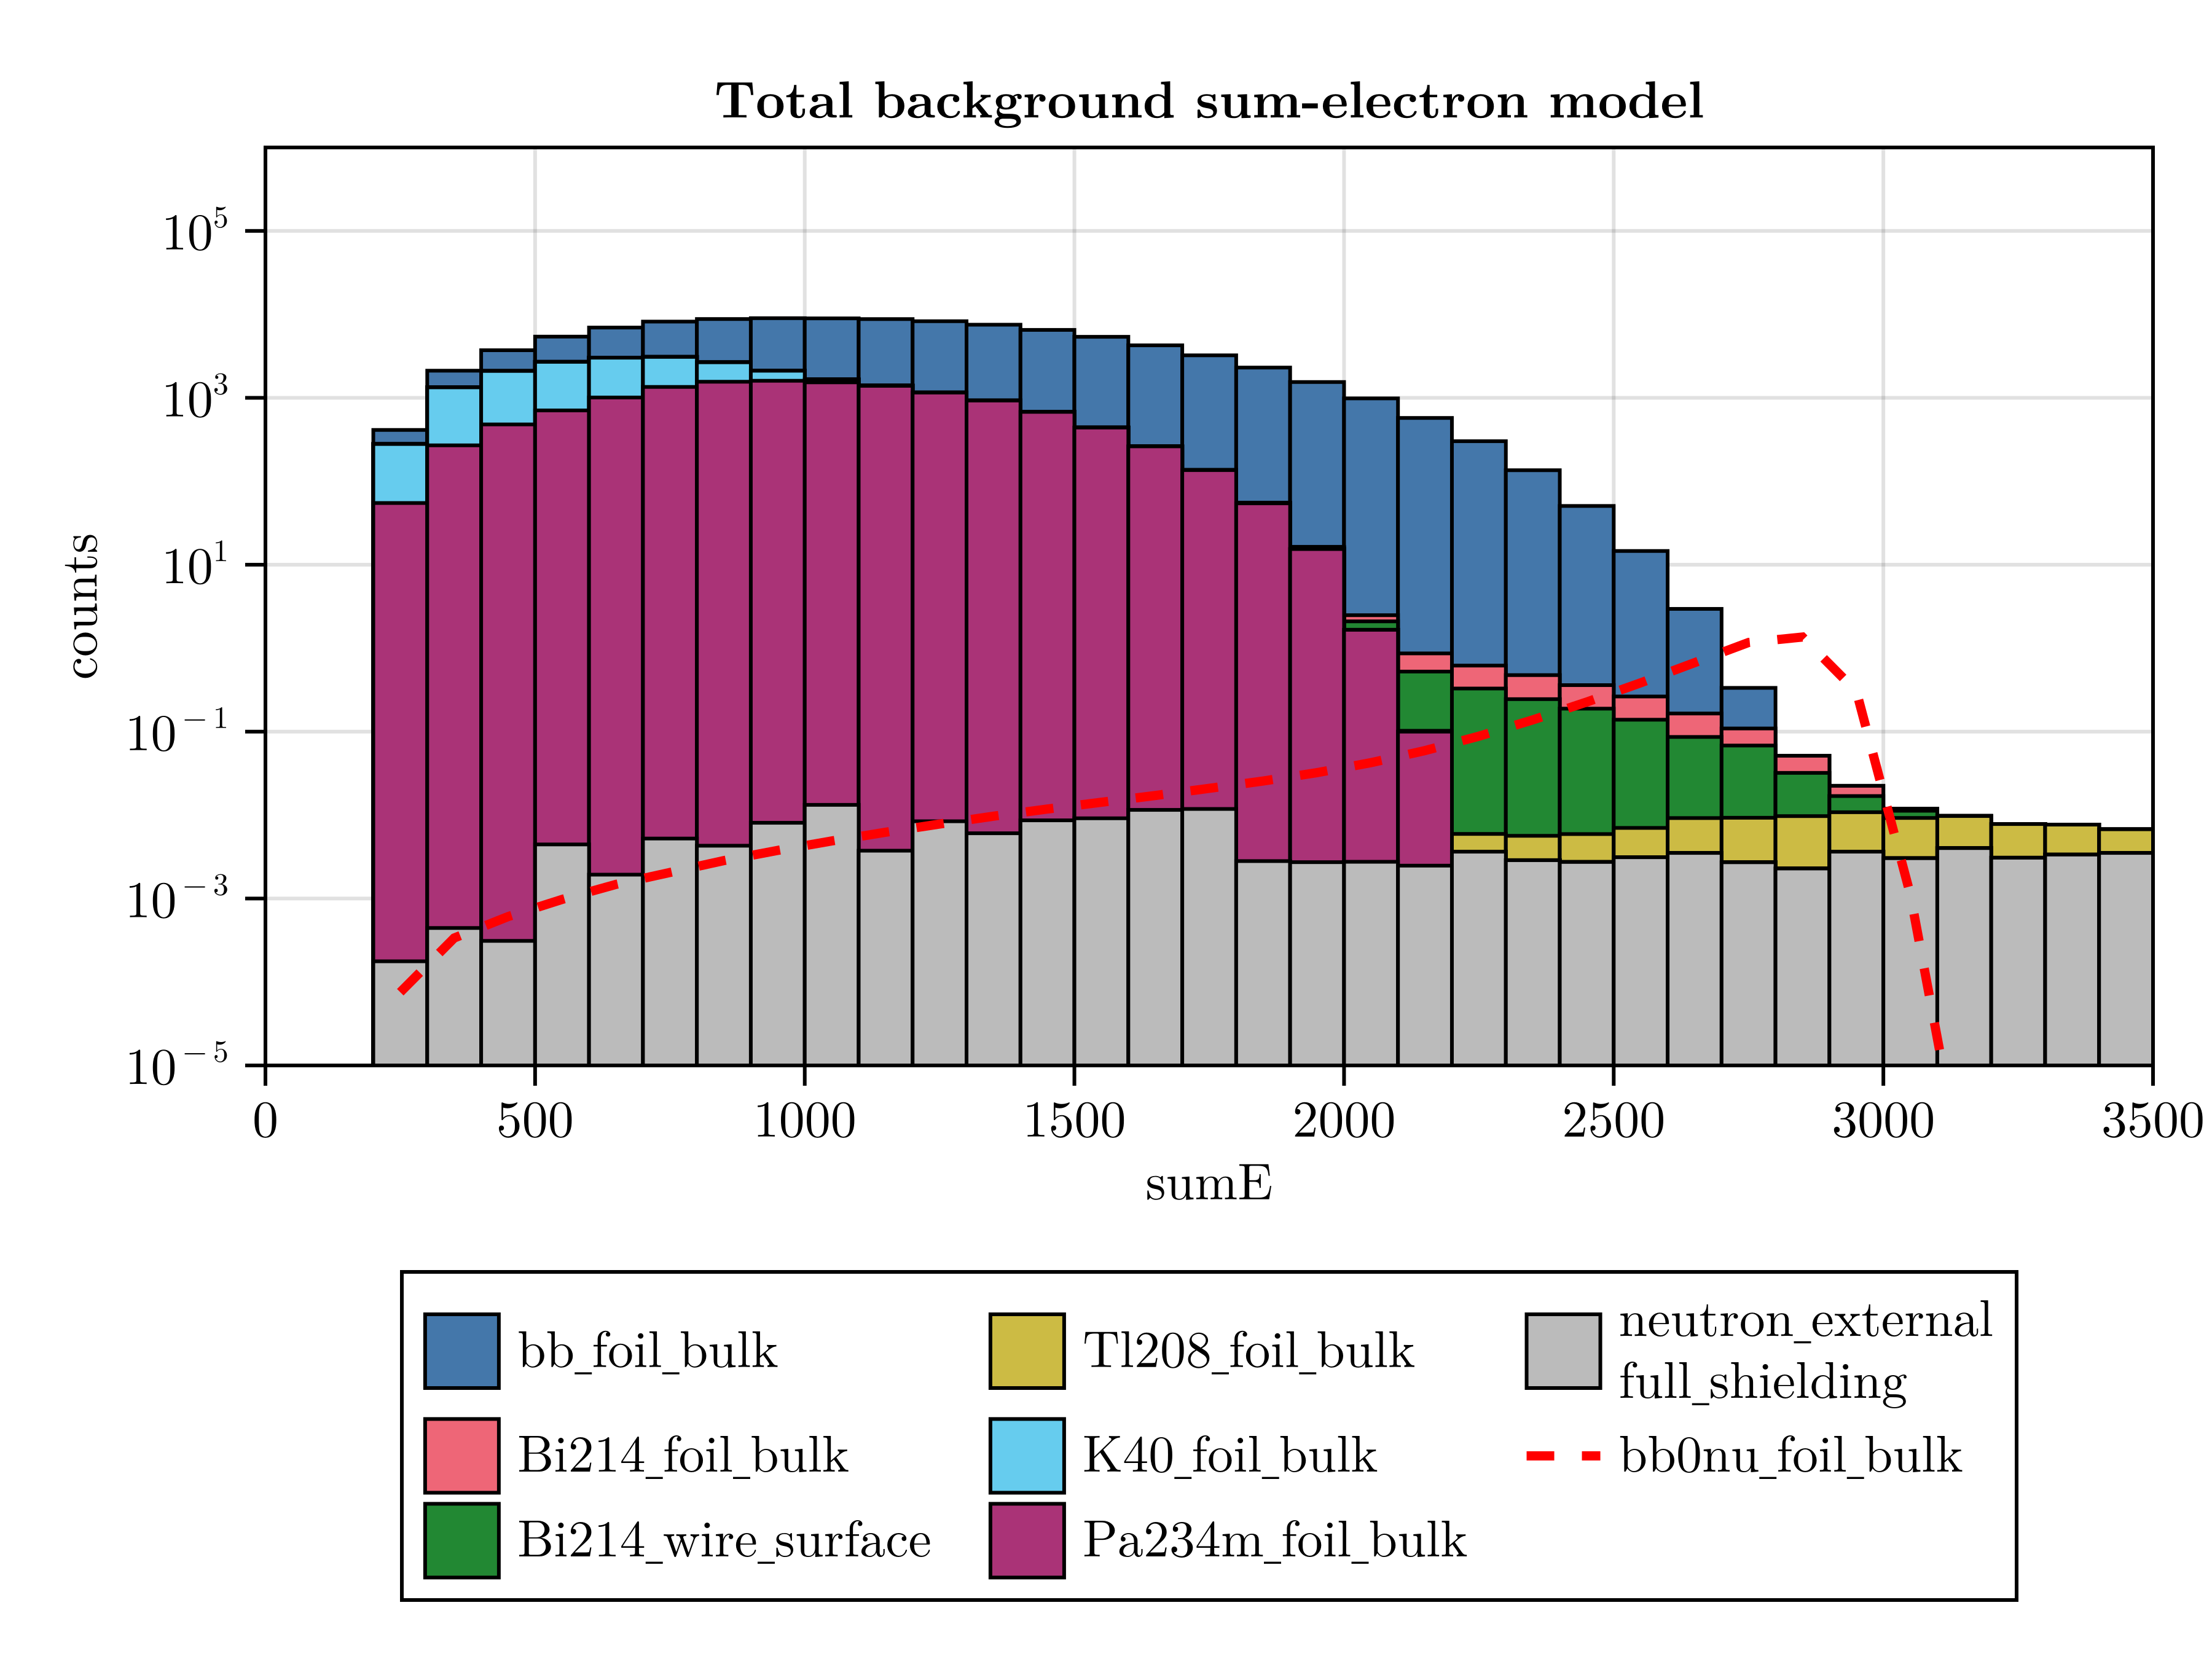 Total background sum-electron model
counts
10^5
10^3
10^1
10^−1
10^−3
10^−5
0 500 1000 1500 2000 2500 3000 3500
sumE
bb_foil_bulk
Bi214_foil_bulk
Bi214_wire_surface
Tl208_foil_bulk
K40_foil_bulk
Pa234m_foil_bulk
neutron_external
full_shielding
bb0nu_foil_bulk